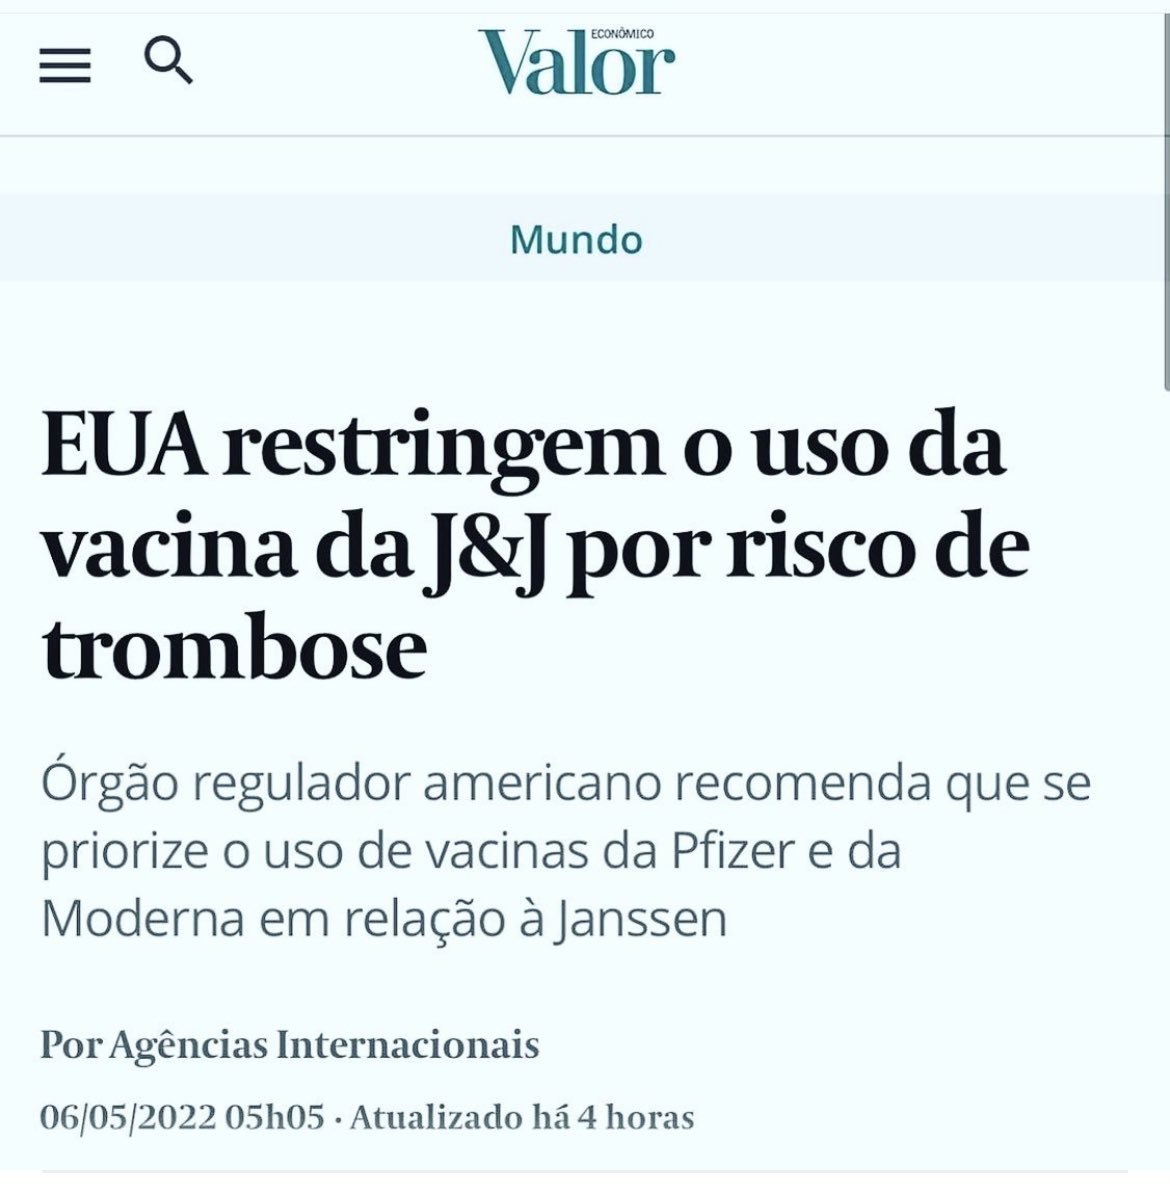 ECONÔMICO
Valor
Mundo
EUA restringem o uso da
vacina da J&J por risco de
trombose
Órgão regulador americano recomenda que se
priorize o uso de vacinas da Pfizer e da
Moderna em relação à Janssen
Por Agências Internacionais
06/05/2022 05h05 · Atualizado há 4 horas